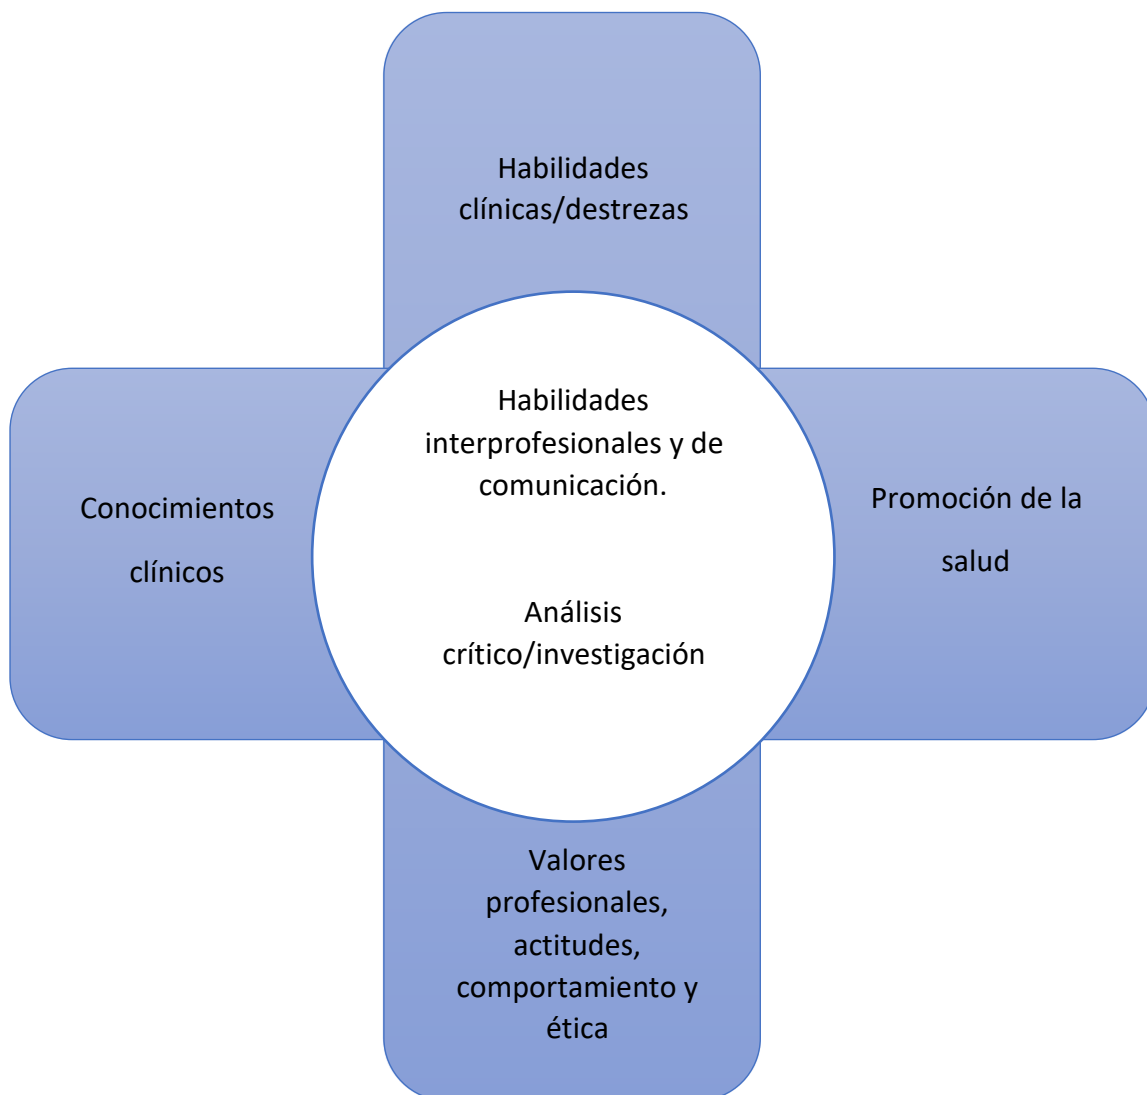 Habilidades
clínicas/destrezas
Habilidades
interprofesionales y de
comunicación.
Análisis
crítico/investigación
Conocimientos
clínicos
Promoción de la
salud
Valores
profesionales,
actitudes,
comportamiento y
ética